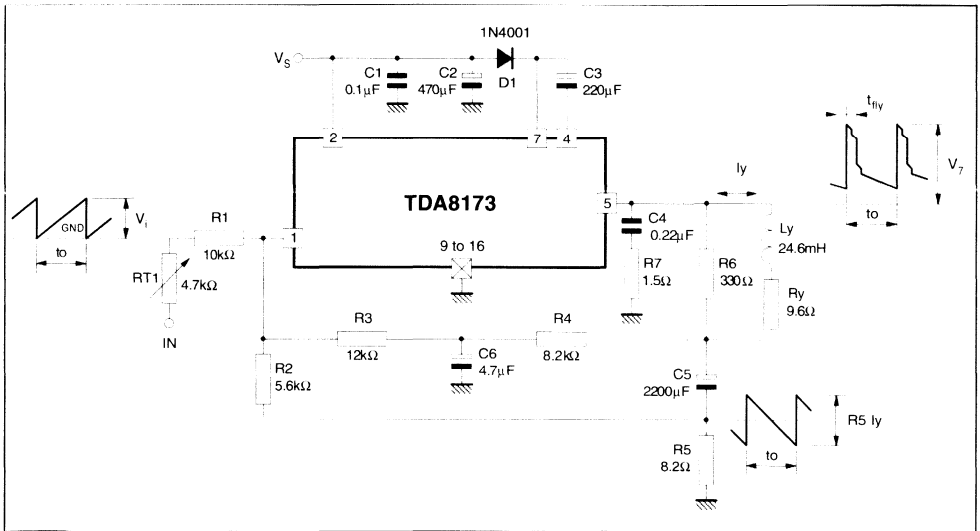 1N4001
VS
C1
0.1µF
C2
470µF
D1
C3
220µF
2
7
4
tfly
V7
to
TDA8173
5
Iy
GND
Vi
to
R1
10kΩ
1
9 to 16
C4
0.22µF
Ly
24.6mH
RT1
4.7kΩ
R7
1.5Ω
R6
330Ω
Ry
9.6Ω
IN
R3
12kΩ
R4
8.2kΩ
C6
4.7µF
R2
5.6kΩ
C5
2200µF
R5 Iy
to
R5
8.2Ω